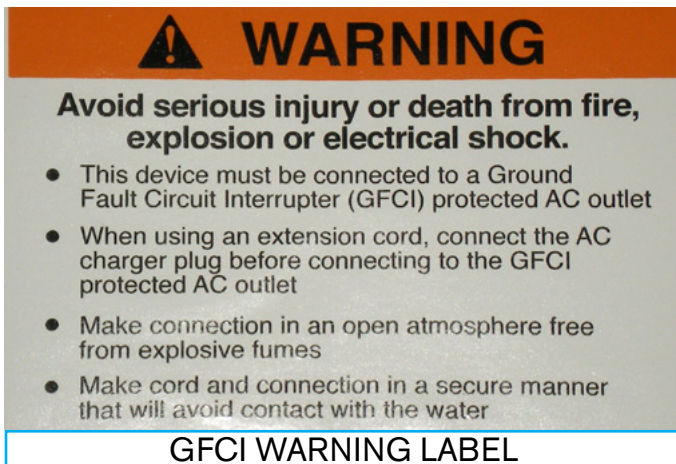 WARNING
Avoid serious injury or death from fire,
explosion or electrical shock.
• This device must be connected to a Ground
Fault Circuit Interrupter (GFCI) protected AC outlet
• When using an extension cord, connect the AC
charger plug before connecting to the GFCI
protected AC outlet
• Make connection in an open atmosphere free
from explosive fumes
• Make cord and connection in a secure manner
that will avoid contact with the water
GFCI WARNING LABEL